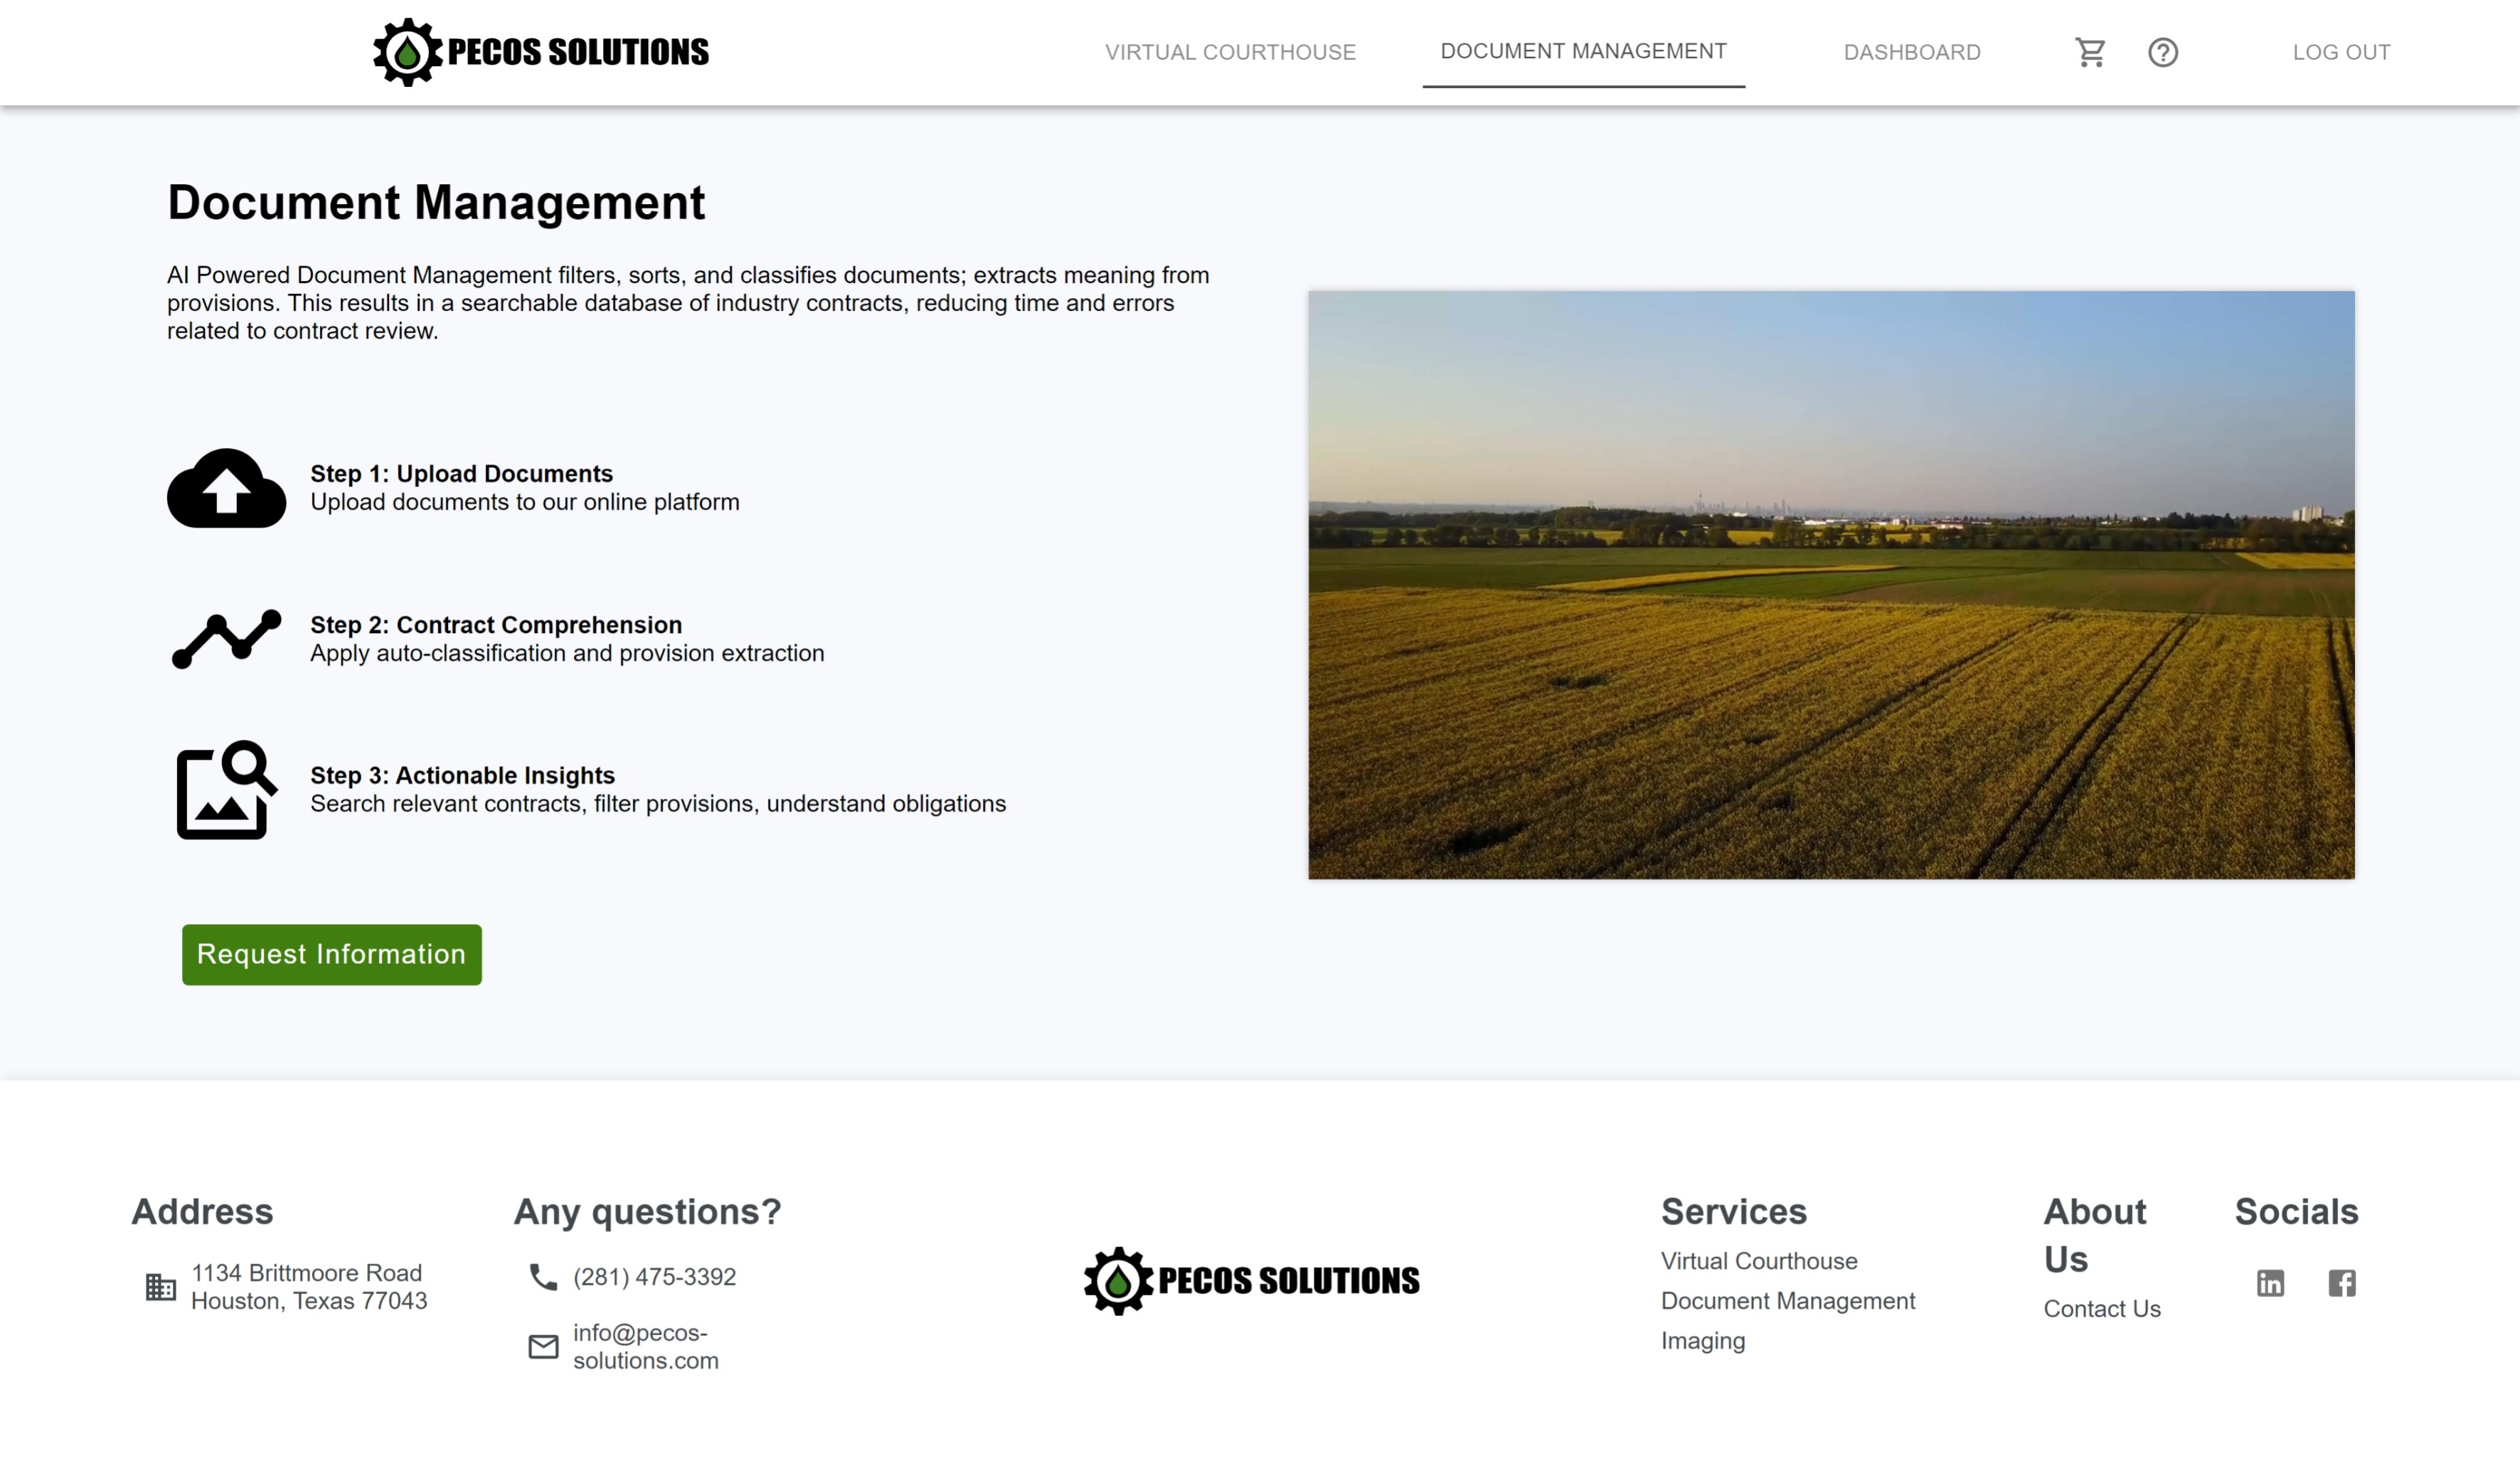 PECOS SOLUTIONS
VIRTUAL COURTHOUSE
DOCUMENT MANAGEMENT
DASHBOARD
LOG OUT
Document Management
AI Powered Document Management filters, sorts, and classifies documents; extracts meaning from
provisions. This results in a searchable database of industry contracts, reducing time and errors
related to contract review.
Step 1: Upload Documents
Upload documents to our online platform
Step 2: Contract Comprehension
Apply auto-classification and provision extraction
Step 3: Actionable Insights
Search relevant contracts, filter provisions, understand obligations
Request Information
Address
1134 Brittmoore Road
Houston, Texas 77043
Any questions?
(281) 475-3392
info@pecos-
solutions.com
PECOS SOLUTIONS
Services
Virtual Courthouse
Document Management
Imaging
About
Us
Contact Us
Socials